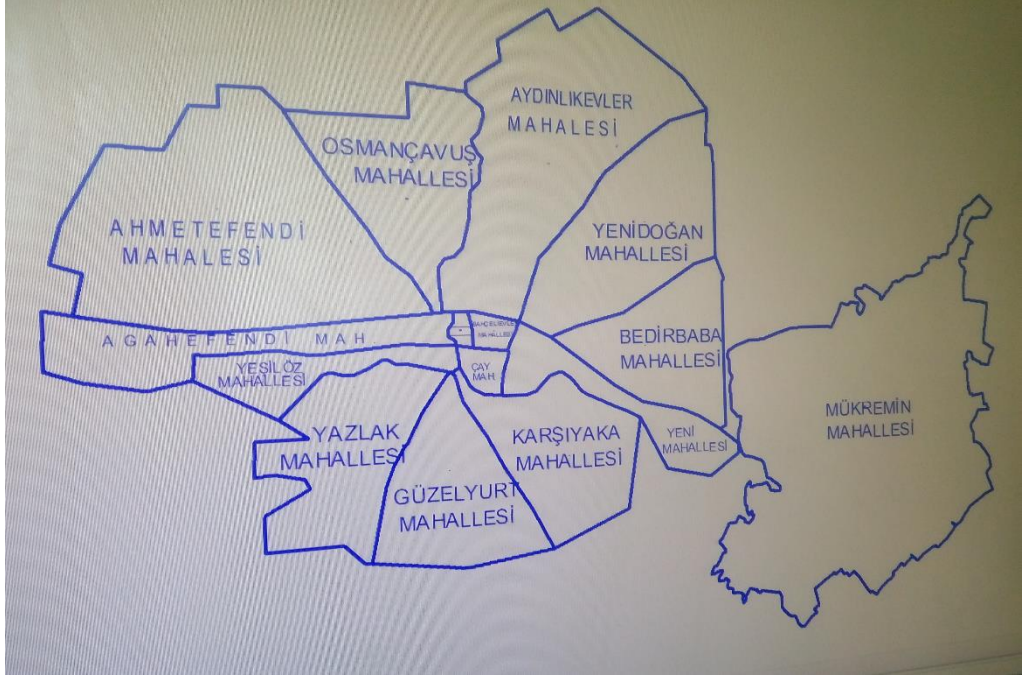 AYDINLIKEVLER
MAHALESİ
OSMANÇAVUŞ
MAHALLESİ
AHMETEFENDİ
MAHALESİ
YENİDOĞAN
MAHALLESİ
BEDİRBABA
MAHALLESİ
AGAHEFENDİ MAH
MAHALLESİ
YEŞİLÖZ
MAHALLESİ
ÇAY
MAH
YAZLAK
MAHALLESİ
KARŞIYAKA
MAHALLESİ
YENİ
MAHALLESİ
MÜKREMİN
MAHALLESİ
GÜZELYURT
MAHALLESİ